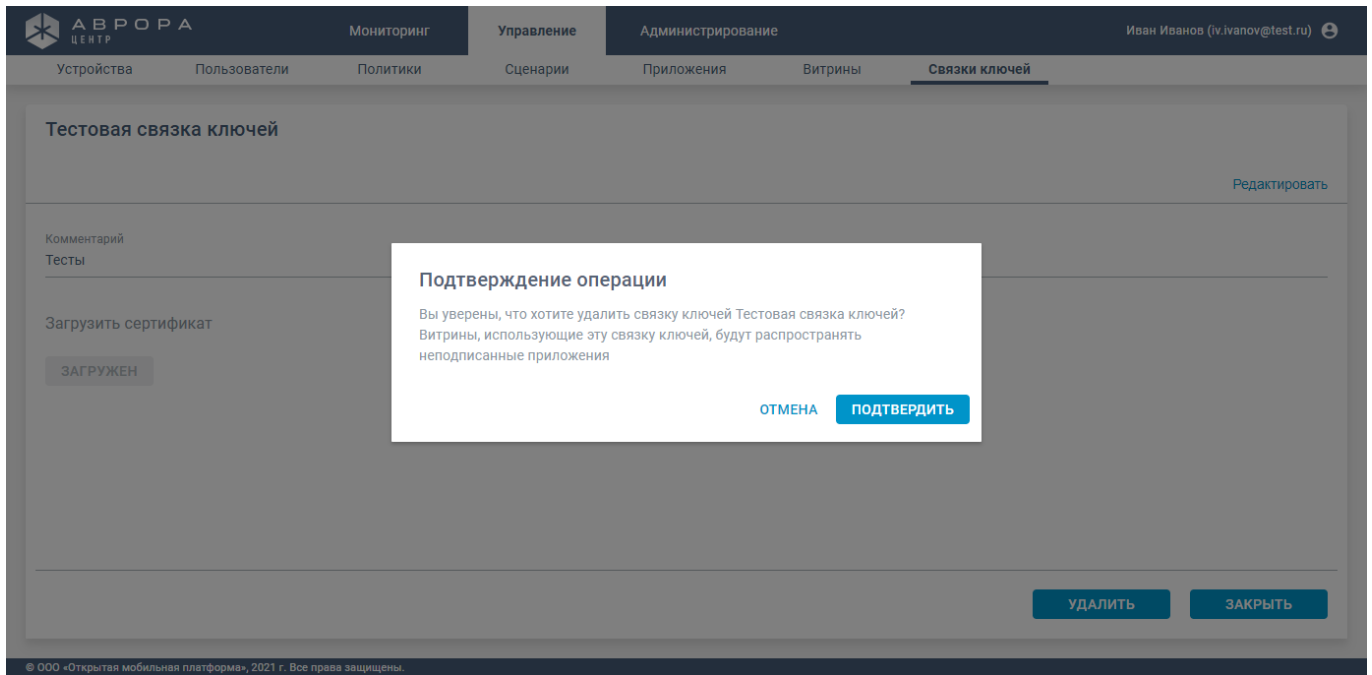 АВРОРА
ЦЕНТР
Мониторинг
Управление
Администрирование
Иван Иванов (iv.ivanov@test.ru)
Устройства
Пользователи
Политики
Сценарии
Приложения
Витрины
Связки ключей
Тестовая связка ключей
Редактировать
Комментарий
Тесты
Загрузить сертификат
ЗАГРУЖЕН
Подтверждение операции
Вы уверены, что хотите удалить связку ключей Тестовая связка ключей?
Витрины, использующие эту связку ключей, будут распространять
неподписанные приложения
ОТМЕНА
ПОДТВЕРДИТЬ
УДАЛИТЬ
ЗАКРЫТЬ
© ООО «Открытая мобильная платформа», 2021 г. Все права защищены.